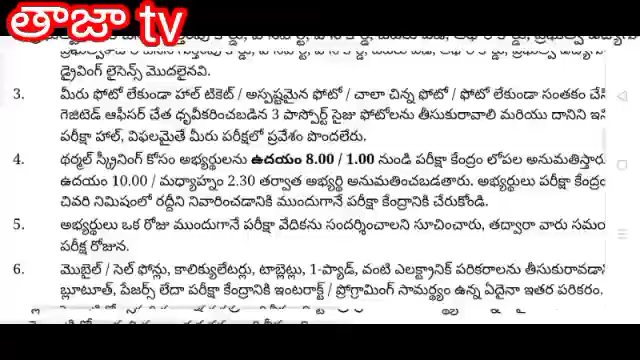 తాజా tv
డ్రైవింగ్ లైసెన్స్ మొదలైనవి.
3. మీరు ఫోటో లేకుండా హాల్ టికెట్ / అస్పష్టమైన ఫోటో / చాలా చిన్న ఫోటో / ఫోటో లేకుండా సంతకం చేసి
గెజిటెడ్ ఆఫీసర్ చేత ధృవీకరించబడిన 3 పాస్పోర్ట్ సైజు ఫోటోలను తీసుకురావాలి మరియు దానిని
పరీక్షా హాల్, విఫలమైతే మీరు పరీక్షలో ప్రవేశం పొందలేరు.
4. థర్మల్ స్క్రీనింగ్ కోసం అభ్యర్థులను ఉదయం 8.00 / 1.00 నుండి పరీక్షా కేంద్రం లోపల అనుమతిస్తారు.
ఉదయం 10.00 / మధ్యాహ్నం 2.30 తర్వాత అభ్యర్థి అనుమతించబడతారు. అభ్యర్థులు పరీక్షా కేంద్రం
చివరి నిమిషంలో రద్దీని నివారించడానికి ముందుగానే పరీక్షా కేంద్రానికి చేరుకోండి.
5. అభ్యర్థులు ఒక రోజు ముందుగానే పరీక్షా వేదికను సందర్శించాలని సూచించారు, తద్వారా వారు
పరీక్ష రోజున.
6. మొబైల్ / సెల్ ఫోన్లు, కాలిక్యులేటర్లు, టాబ్లెట్లు, 1-ప్యాడ్, వంటి ఎలక్ట్రానిక్ పరికరాలను
బ్లూటూత్, పేజర్స్ లేదా పరీక్షా కేంద్రానికి ఇంటరాక్ట్ / ప్రోగ్రామింగ్ సామర్థ్యం ఉన్న ఏదైనా ఇతర పరికరం.